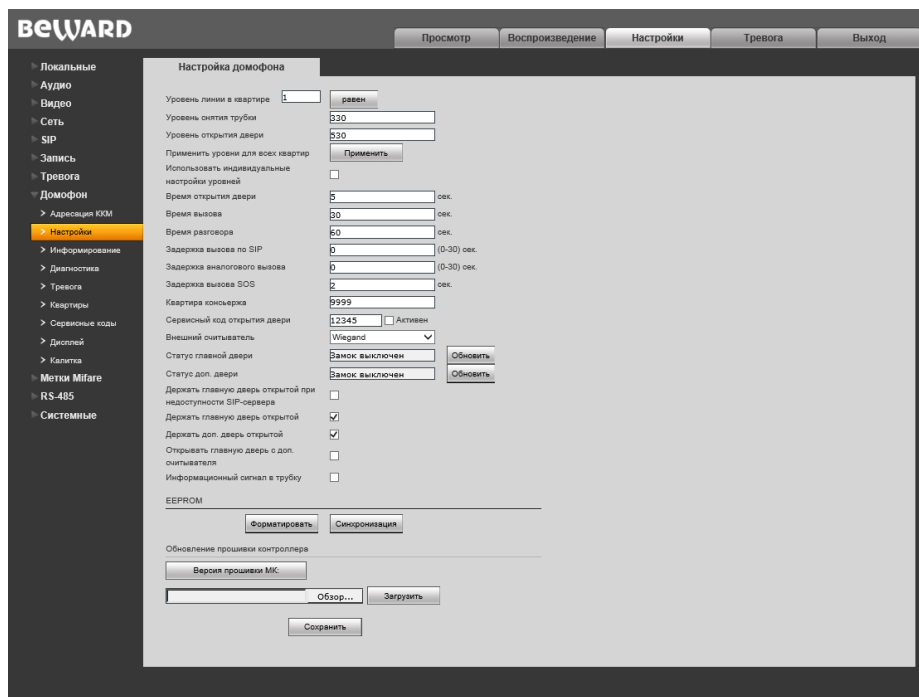 BEWARD
Просмотр
Воспроизведение
Настройки
Тревога
Выход
Локальные
Аудио
Видео
Сеть
SIP
Запись
Тревога
Домофон
Адресация ККМ
Настройки
Информирование
Диагностика
Тревога
Квартиры
Сервисные коды
Дисплей
Калитка
Метки Mifare
RS-485
Системные
Настройка домофона
Уровень линии в квартире 1 равен
Уровень снятия трубки 330
Уровень открытия двери 530
Применить уровни для всех квартир Применить
Использовать индивидуальные
настройки уровней
Время открытия двери 5 сек.
Время вызова 30 сек.
Время разговора 60 сек.
Задержка вызова по SIP 0 (0-30) сек.
Задержка аналогового вызова 0 (0-30) сек.
Задержка вызова SOS 2 сек.
Квартира консьержа 9999
Сервисный код открытия двери 12345 Активен
Внешний считыватель Wiegand
Статус главной двери Замок выключен Обновить
Статус доп. двери Замок выключен Обновить
Держать главную дверь открытой при
недоступности SIP-сервера
Держать главную дверь открытой
Держать доп. дверь открытой
Открывать главную дверь с доп.
считывателя
Информационный сигнал в трубку
EEPROM
Форматировать Синхронизация
Обновление прошивки контроллера
Версия прошивки МК:
Обзор... Загрузить
Сохранить